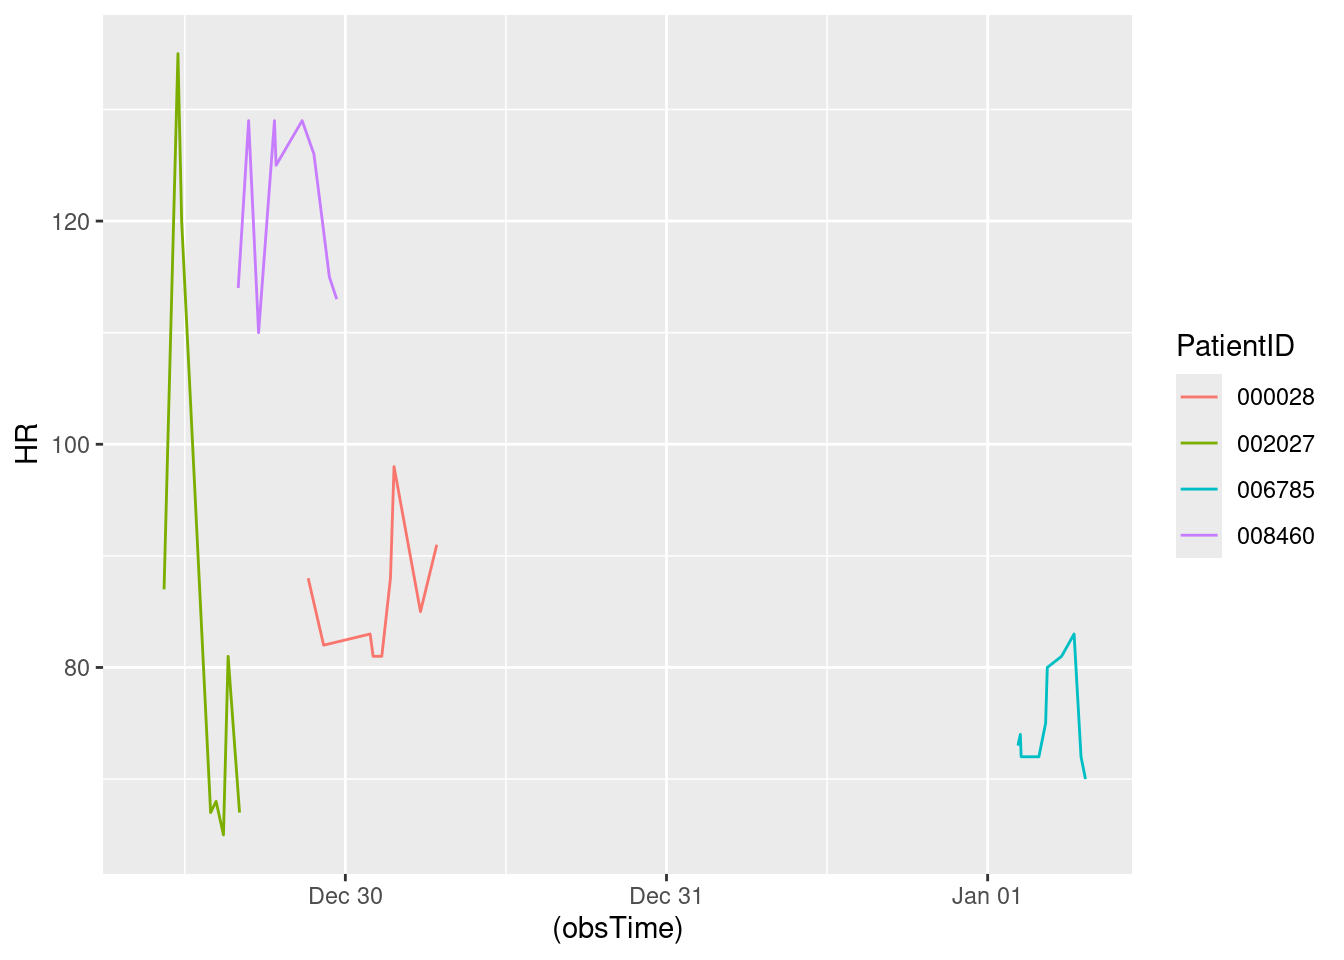 HR
120
100
80
Dec 30
Dec 31
Jan 01
(obsTime)
PatientID
000028
002027
006785
008460